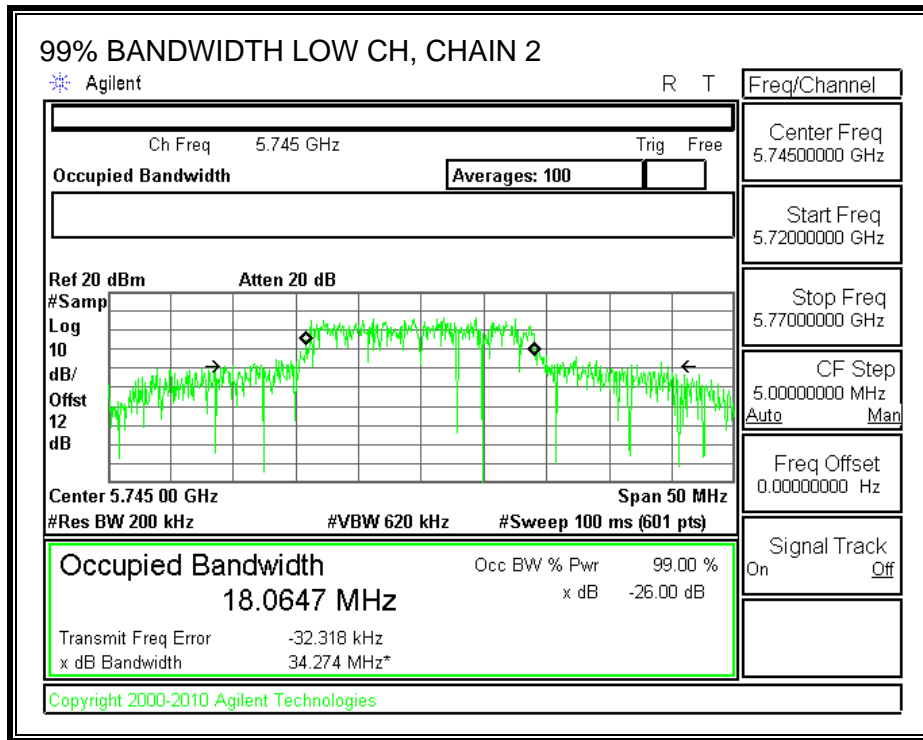 99% BANDWIDTH LOW CH, CHAIN 2
Agilent R T
Freq/Channel
Ch Freq 5.745 GHz Trig Free
Occupied Bandwidth Averages: 100
Center Freq
5.74500000 GHz
Start Freq
5.72000000 GHz
Ref 20 dBm Atten 20 dB
#Samp
Log
10
dB/
Offst
12
dB
Stop Freq
5.77000000 GHz
CF Step
5.00000000 MHz
Auto Man
Center 5.745 00 GHz Span 50 MHz
#Res BW 200 kHz #VBW 620 kHz #Sweep 100 ms (601 pts)
Freq Offset
0.00000000 Hz
Occupied Bandwidth Occ BW % Pwr 99.00 %
18.0647 MHz x dB -26.00 dB
Signal Track
On Off
Transmit Freq Error -32.318 kHz
x dB Bandwidth 34.274 MHz*
Copyright 2000-2010 Agilent Technologies